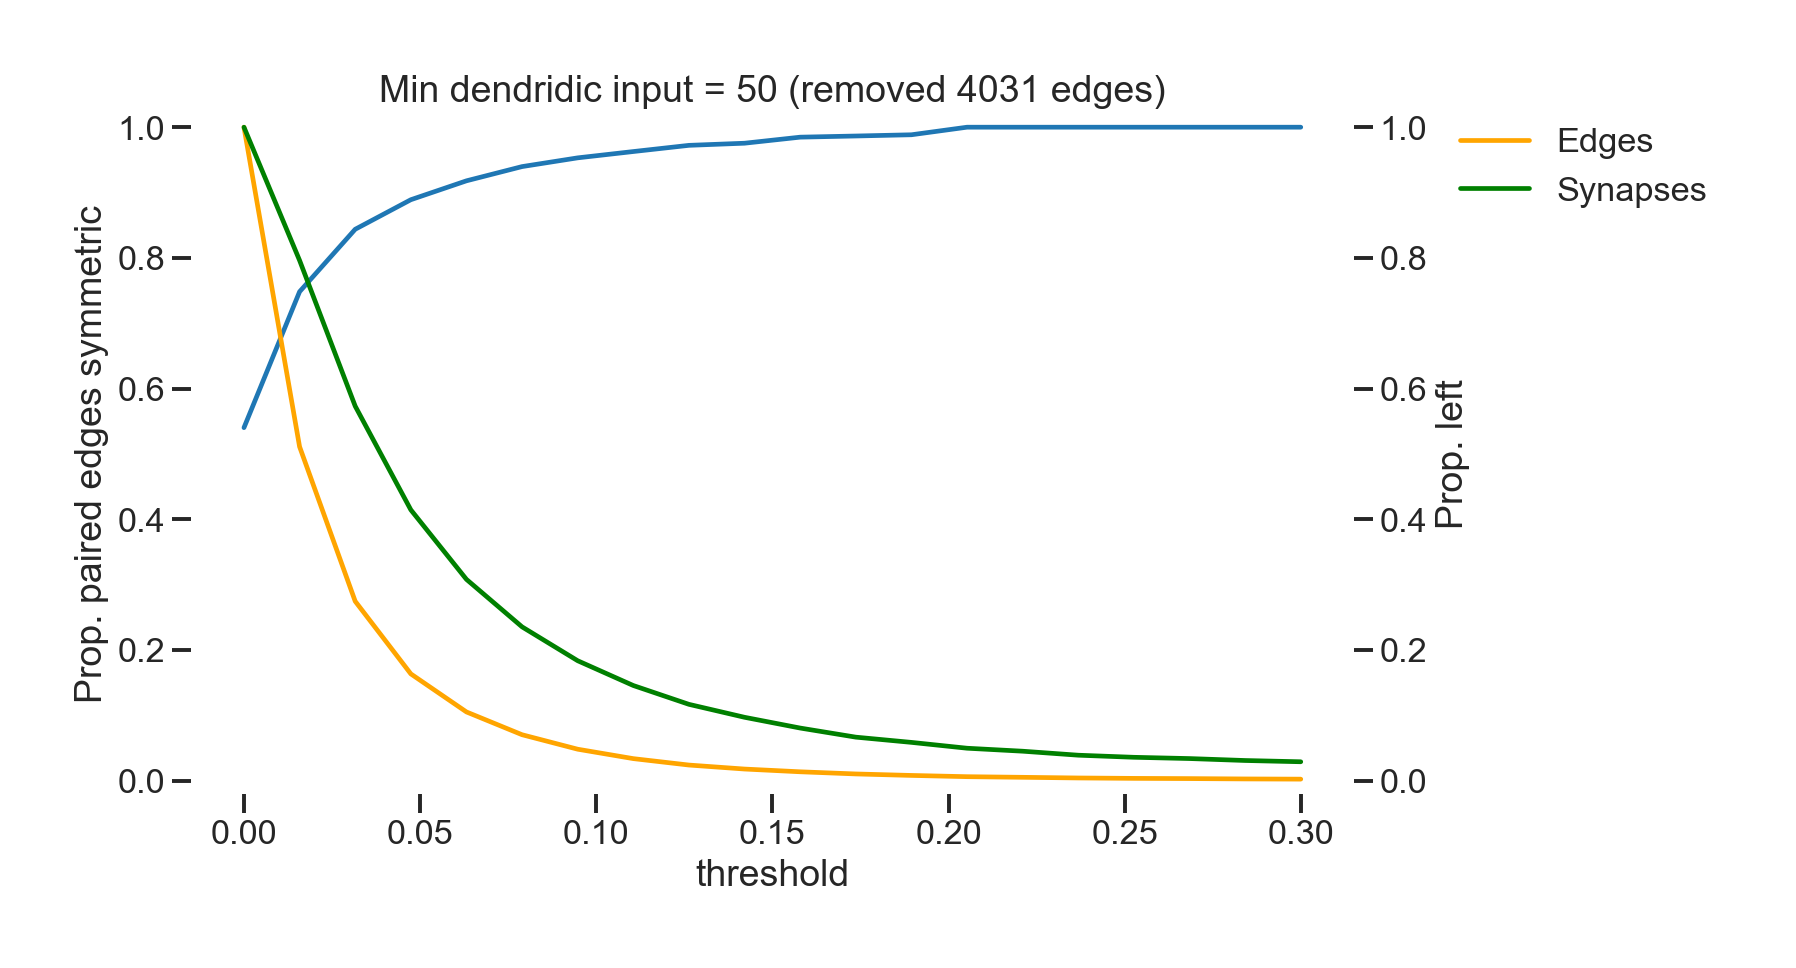 Min dendridic input = 50 (removed 4031 edges)
Prop. paired edges symmetric
1.0
0.8
0.6
0.4
0.2
0.0
1.0
0.8
0.6
0.4
0.2
0.0
Prop. left
Edges
Synapses
0.00 0.05 0.10 0.15 0.20 0.25 0.30
threshold